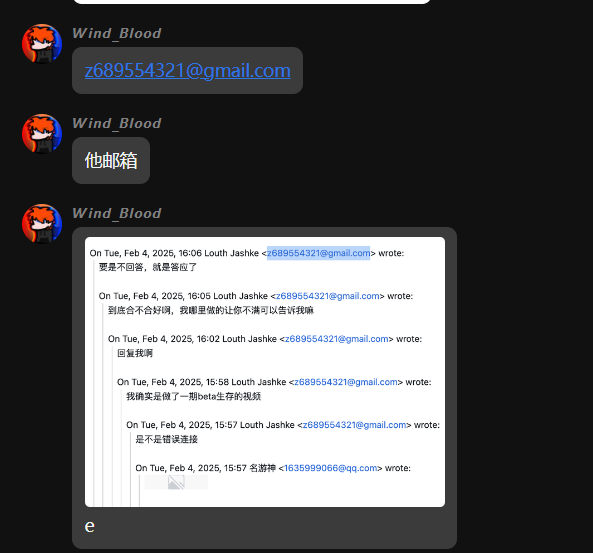 Wind_Blood
z689554321@gmail.com
Wind_Blood
他邮箱
Wind_Blood
On Tue, Feb 4, 2025, 16:06 Louth Jashke <z689554321@gmail.com> wrote:
要是不回答，就是答应了
On Tue, Feb 4, 2025, 16:05 Louth Jashke <z689554321@gmail.com> wrote:
到底合不合好啊，我哪里做的让你不满可以告诉我嘛
On Tue, Feb 4, 2025, 16:02 Louth Jashke <z689554321@gmail.com> wrote:
回复我啊
On Tue, Feb 4, 2025, 15:58 Louth Jashke <z689554321@gmail.com> wrote:
我确实是做了一期beta生存的视频
On Tue, Feb 4, 2025, 15:57 Louth Jashke <z689554321@gmail.com> wrote:
是不是错误连接
On Tue, Feb 4, 2025, 15:57 名游神 <1635999066@qq.com> wrote:
e